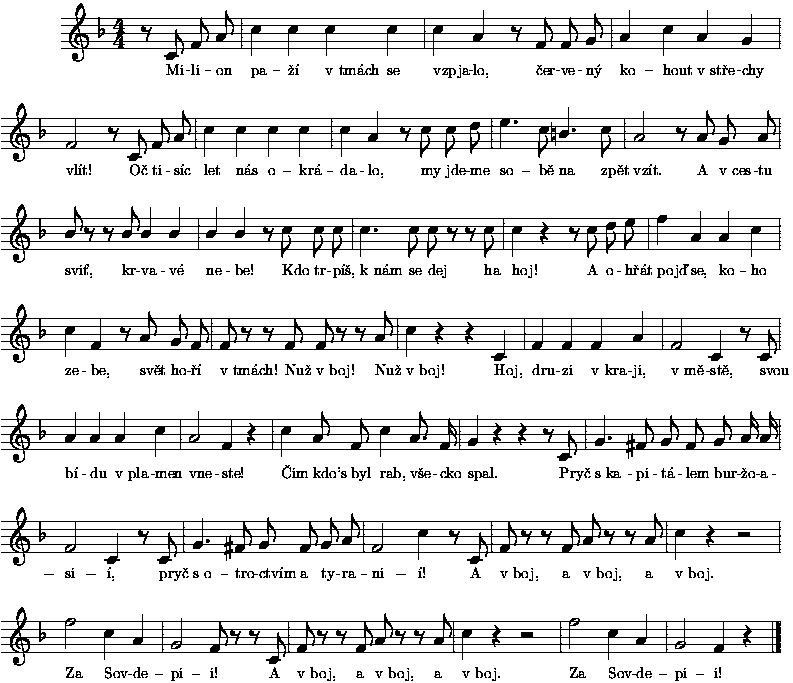 Mi-li-on pa-ží v tmách se vzpja-lo, čer-ve-ný ko-hout v stře-chy
vlít! Oč ti-síc let nás o-krá-da-lo, my jde-me so-bě na zpět vzít. A v ces-tu
sviť, kr-va-vé ne-be! Kdo tr-píš, k nám se dej ha hoj! A o-hřát pojď se, ko-ho
ze-be, svět ho-ří v tmách! Nuž v boj! Nuž v boj! Hoj, dru-zi v kra-ji, v mě-stě, svou
bí-du v pla-men vne-ste! Čim kdo's byl rab, vše-cko spal. Pryč s ka-pi-tá-lem bur-žo-a-
-si-í, pryč s o-tro-ctvím a ty-ra-ni-í! A v boj, a v boj, a v boj.
Za Sov-de-pi-i! A v boj, a v boj, a v boj. Za Sov-de-pi-i!